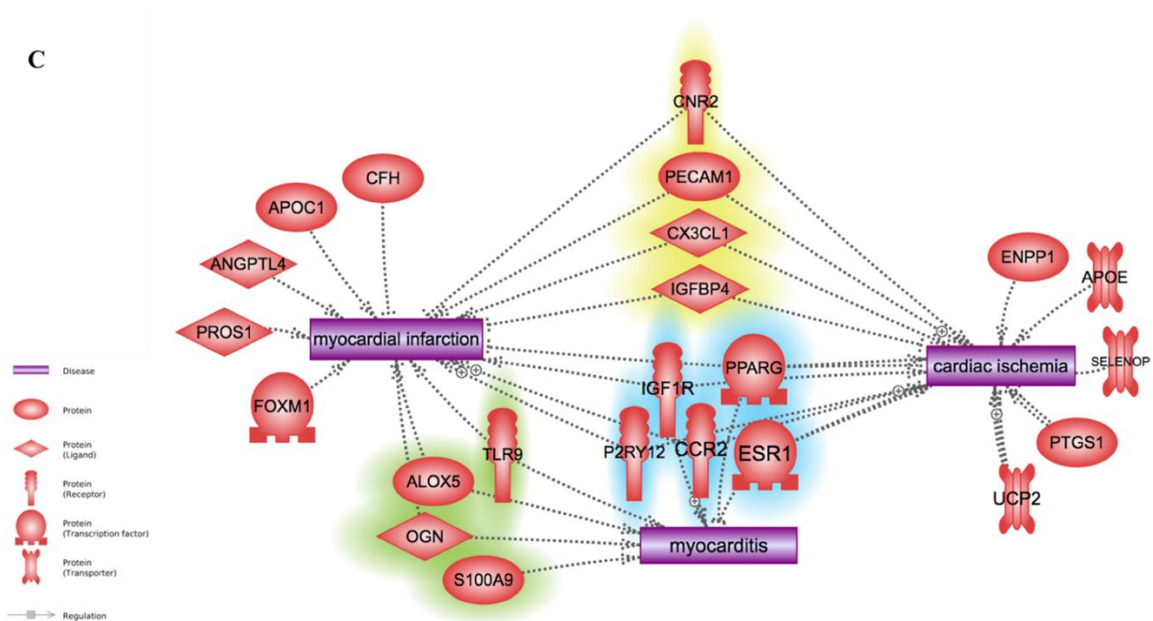 C
CNR2
CFH
PECAM1
APOC1
CX3CL1
ENPP1
ANGPTL4
APOE
IGFBP4
PROS1
myocardial infarction
SELENOP
cardiac ischemia
PPARG
IGF1R
FOXM1
PTGS1
TLR9
P2RY12
CCR2
ESR1
ALOX5
UCP2
OGN
myocarditis
S100A9
Disease
Protein
Protein
(Ligand)
Protein
(Receptor)
Protein
(Transcription factor)
Protein
(Transporter)
Regulation